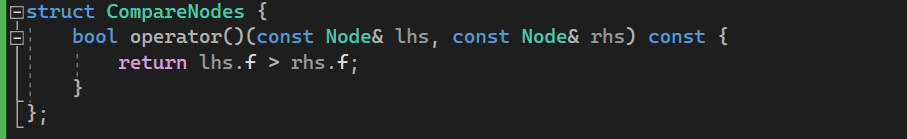 struct CompareNodes {
    bool operator()(const Node& lhs, const Node& rhs) const {
        return lhs.f > rhs.f;
    }
};